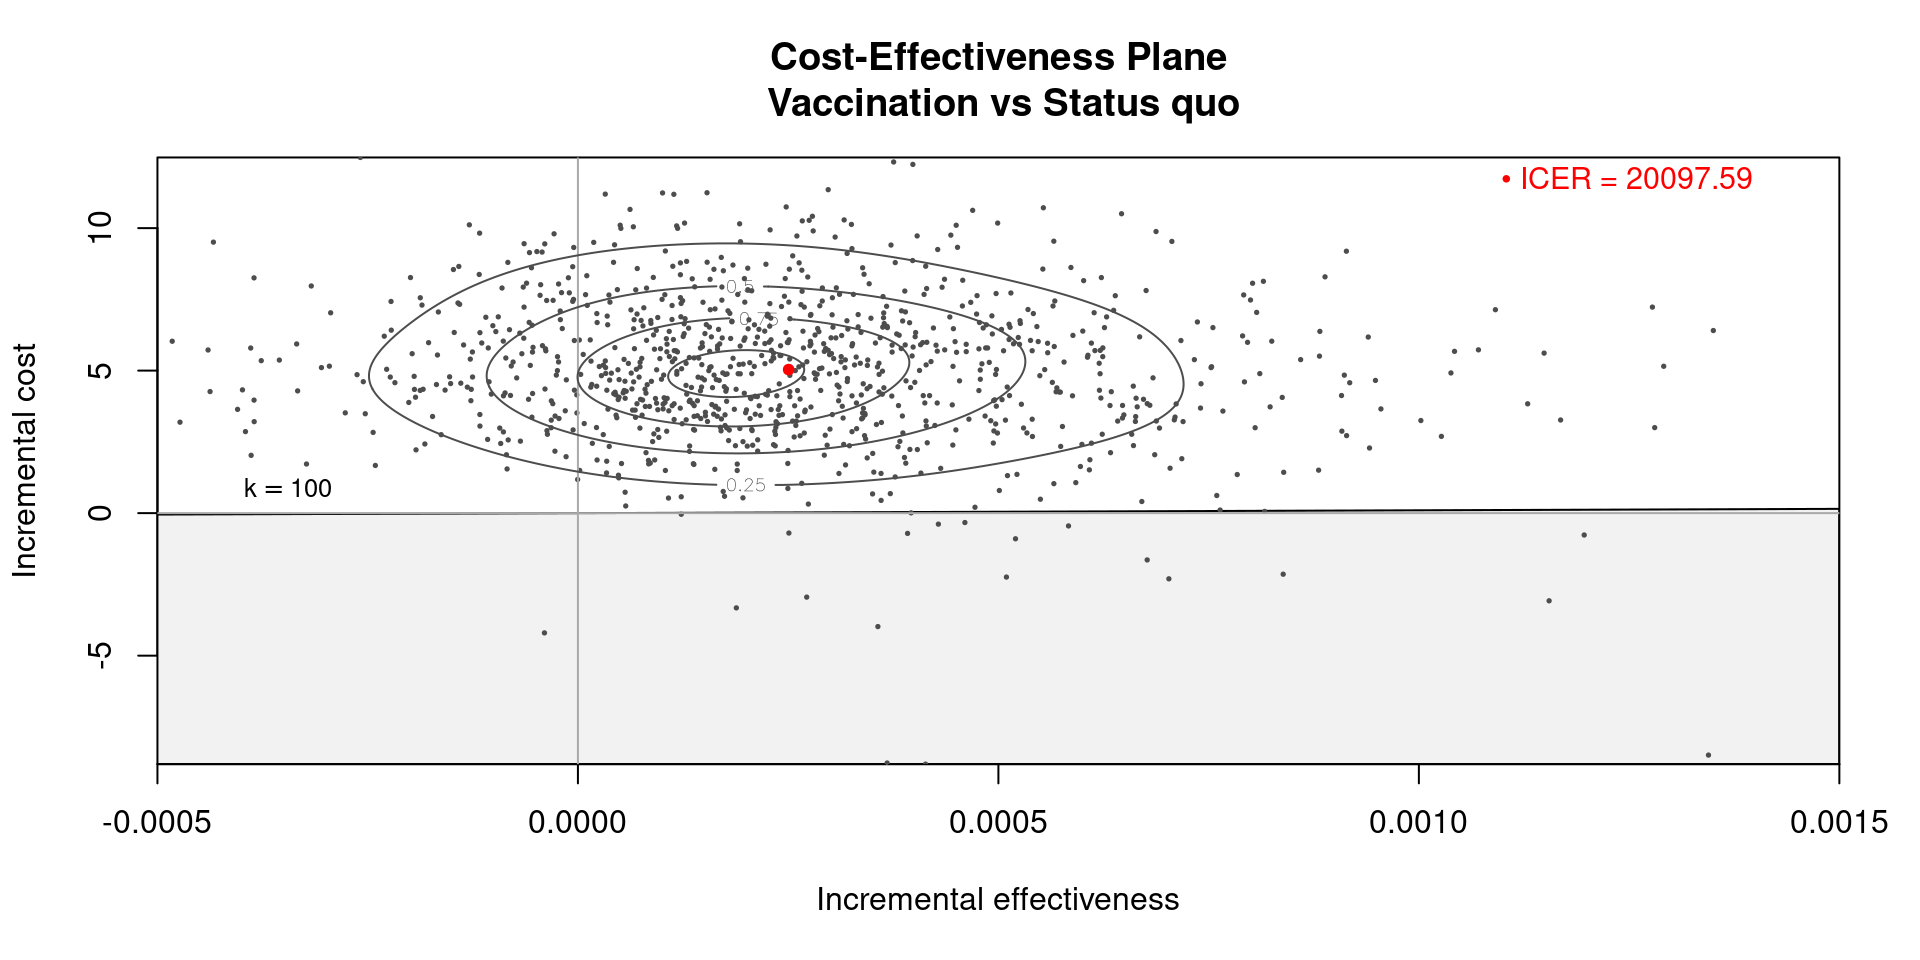 Cost-Effectiveness Plane
Vaccination vs Status quo
• ICER = 20097.59
10
5
0
-5
Incremental cost
0.5
0.75
0.25
k = 100
-0.0005 0.0000 0.0005 0.0010 0.0015
Incremental effectiveness